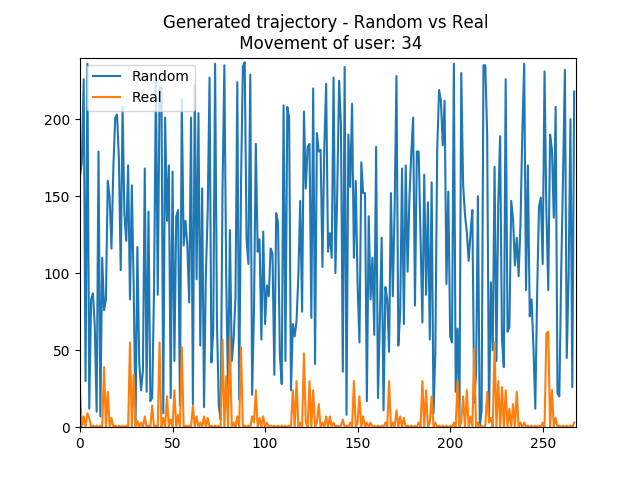 Generated trajectory - Random vs Real
Movement of user: 34
Random
Real
200
150
100
50
0
0 50 100 150 200 250